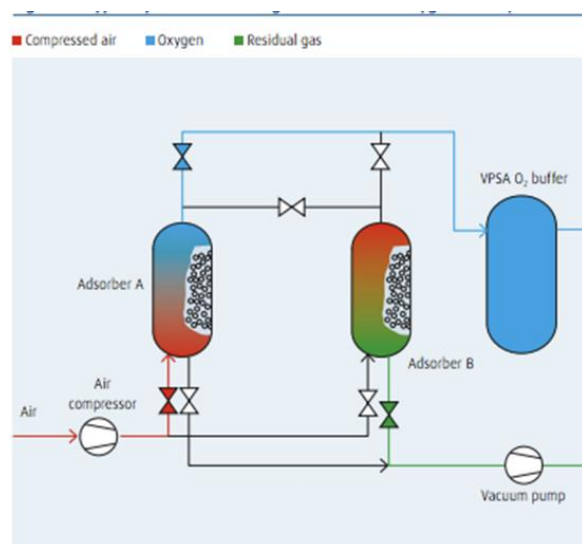 Compressed air
Oxygen
Residual gas
VPSA O₂ buffer
Adsorber A
Adsorber B
Air
Air
compressor
Vacuum pump